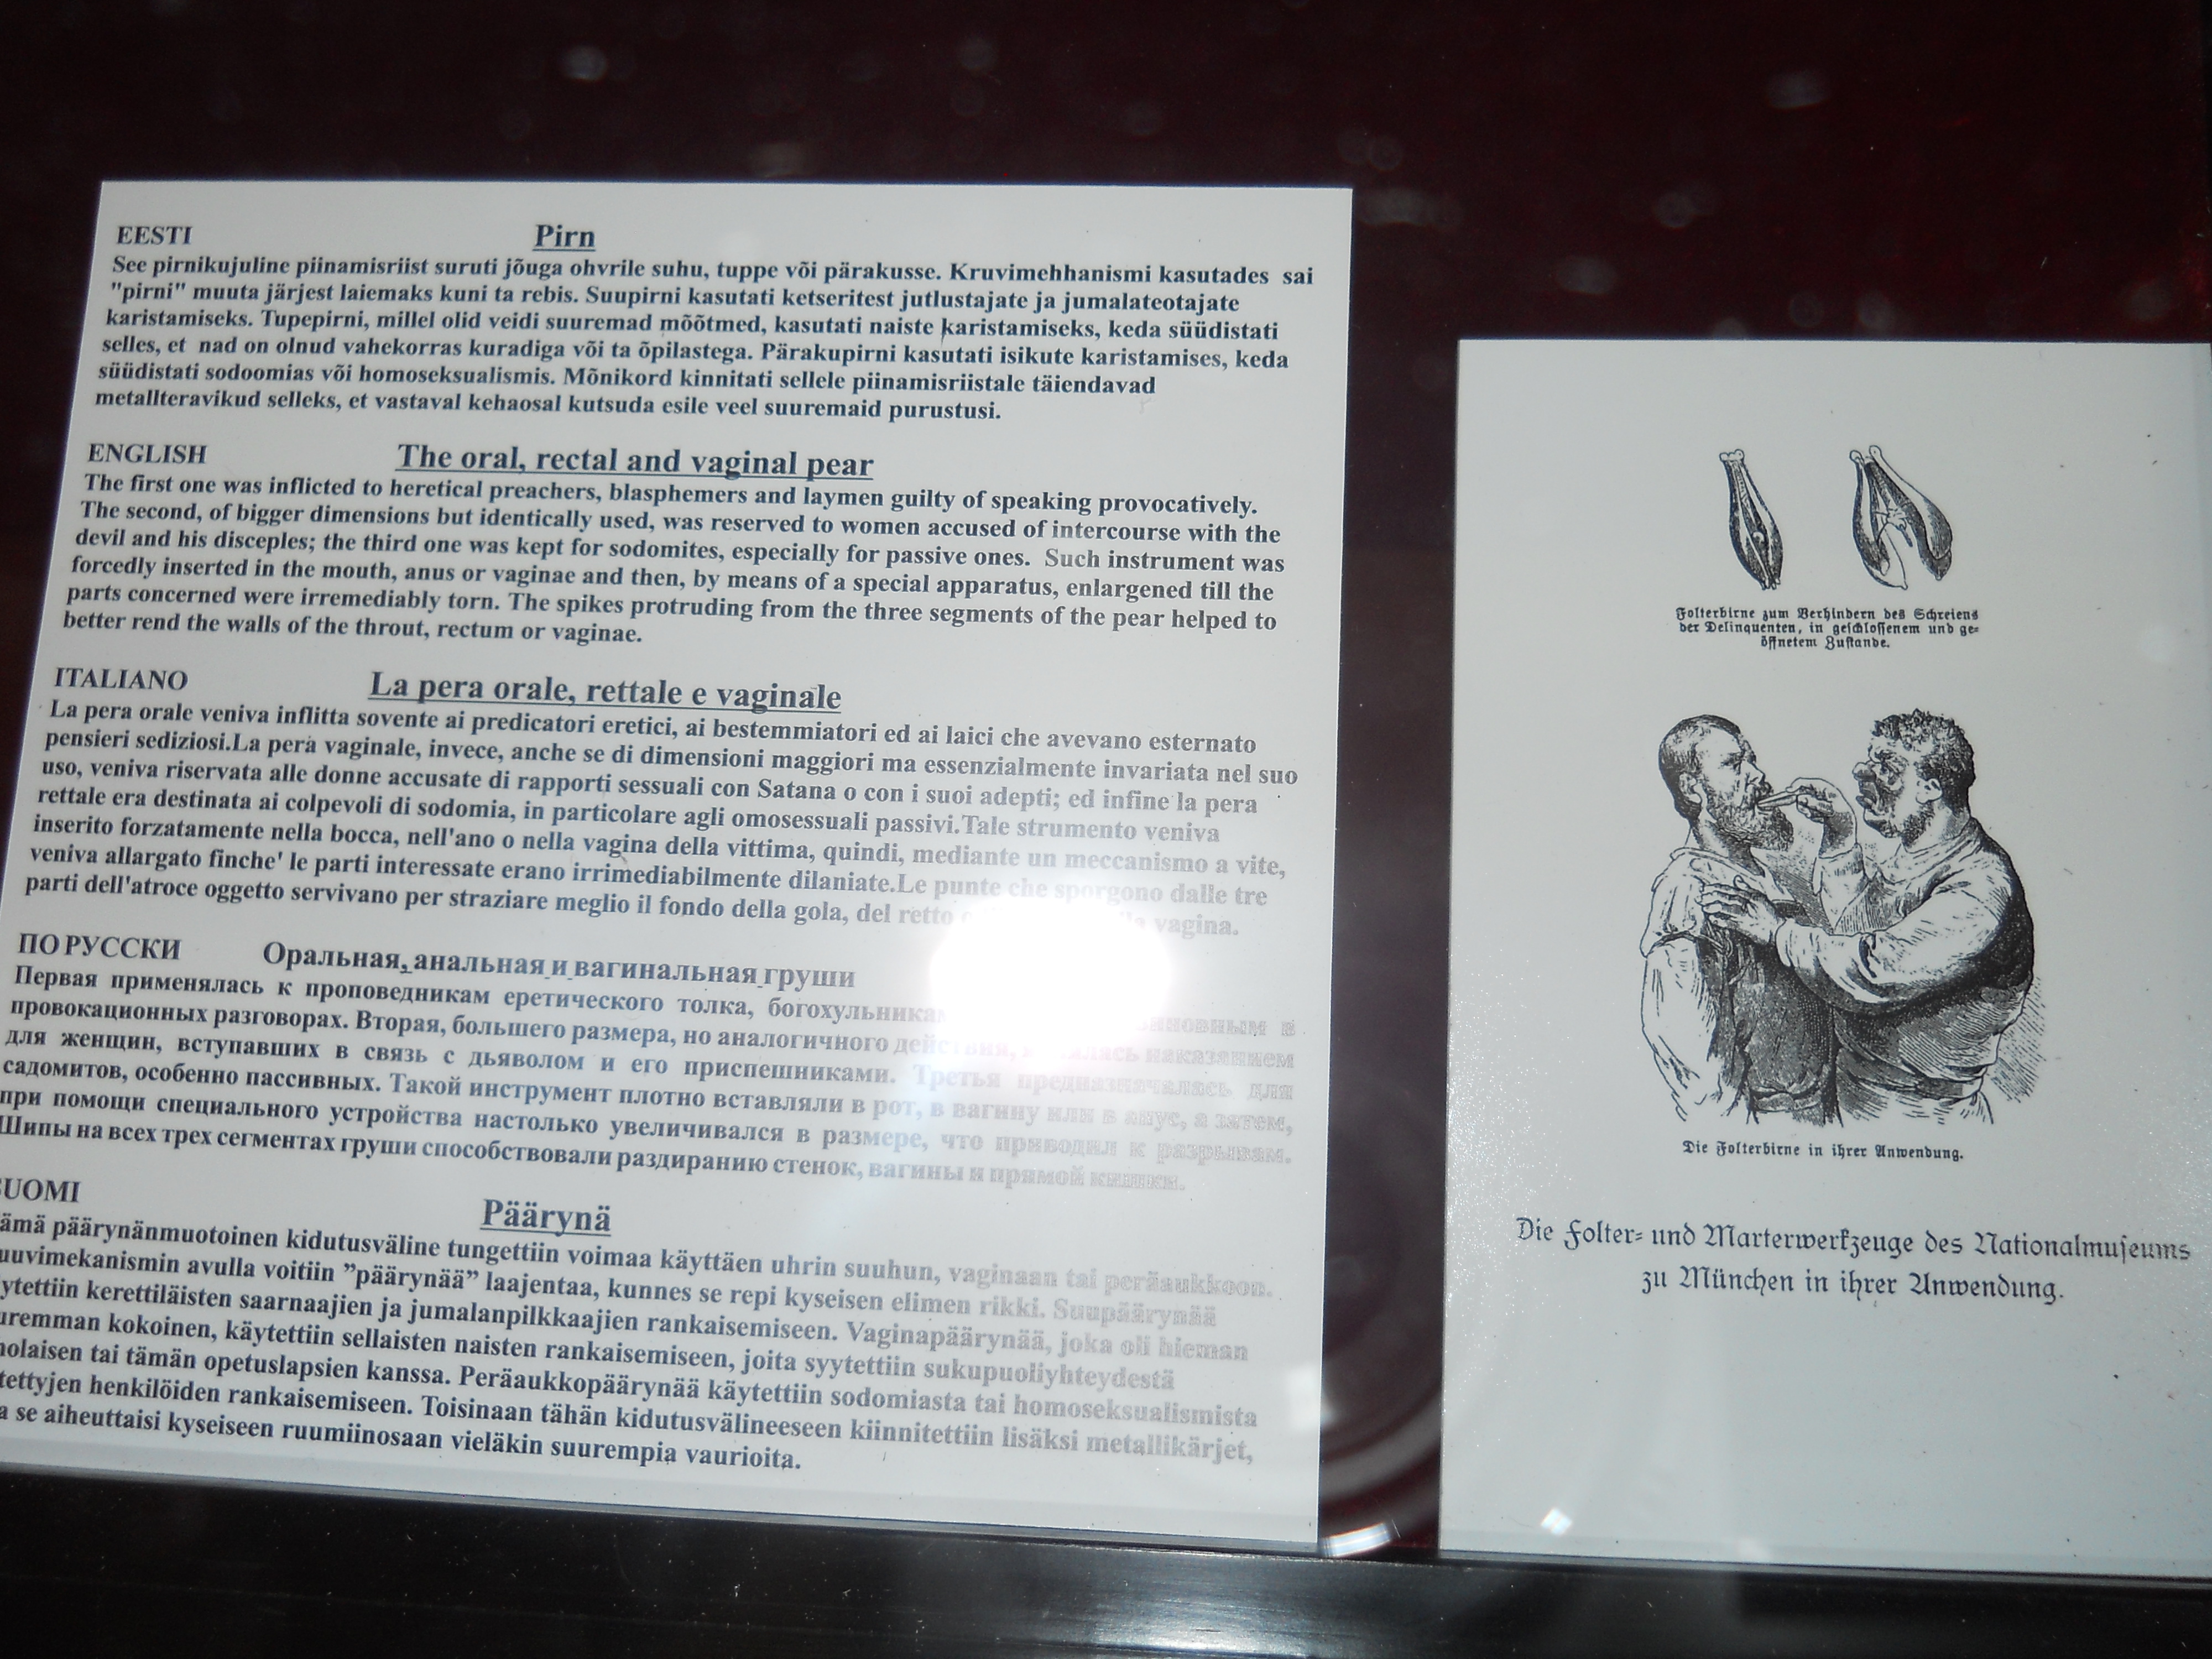 EESTI
Pirn
See pirnikujuline piinamisriist suruti jõuga ohvrile suhu, tuppe või pärakusse. Kruvimehhanismi kasutades sai
"pirni" muuta järjest laiemaks kuni ta rebis. Suupirni kasutati ketseritest jutlustajate ja jumalateotajate
karistamiseks. Tupepirni, millel olid veidi suuremad mõõtmed, kasutati naiste karistamiseks, keda süüdistati
selles, et nad on olnud vahekorras kuradiga või ta õpilastega. Pärakupirni kasutati isikute karistamises, keda
süüdistati sodoomias või homoseksualismis. Mõnikord kinnitati sellele piinamisriistale täiendavad
metallteravikud selleks, et vastaval kehaosal kutsuda esile veel suuremaid purustusi.
ENGLISH
The oral, rectal and vaginal pear
The first one was inflicted to heretical preachers, blasphemers and laymen guilty of speaking provocatively.
The second, of bigger dimensions but identically used, was reserved to women accused of intercourse with the
devil and his disceples; the third one was kept for sodomites, especially for passive ones. Such instrument was
forcedly inserted in the mouth, anus or vaginae and then, by means of a special apparatus, enlargened till the
parts concerned were irremediably torn. The spikes protruding from the three segments of the pear helped to
better rend the walls of the throut, rectum or vaginae.
ITALIANO
La pera orale, rettale e vaginale
La pera orale veniva inflitta sovente ai predicatori eretici, ai bestemmiatori ed ai laici che avevano esternato
pensieri sediziosi.La pera vaginale, invece, anche se di dimensioni maggiori ma essenzialmente invariata nel suo
uso, veniva riservata alle donne accusate di rapporti sessuali con Satana o con i suoi adepti; ed infine la pera
rettale era destinata ai colpevoli di sodomia, in particolare agli omosessuali passivi.Tale strumento veniva
inserito forzatamente nella bocca, nell'ano o nella vagina della vittima, quindi, mediante un meccanismo a vite,
veniva allargato finche' le parti interessate erano irrimediabilmente dilaniate.Le punte che sporgono dalle tre
parti dell'atroce oggetto servivano per straziare meglio il fondo della gola, del retto vagina.
ПО РУССКИ
Оральная, анальная и вагинальная груши
Первая применялась к проповедникам еретического толка, в
провокационных разговорах. Вторая, большего размера, но аналогичного наказанием
для женщин, вступавших в связь с дьяволом и его приспешниками. Третья предназначалась для
садомитов, особенно пассивных. Такой инструмент плотно вставляли в рот, в вагину или в анус, а затем,
при помощи специального устройства настолько увеличивался в размере, что приводил к разрывам.
Шипы на всех трех сегментах груши способствовали раздиранию стенок, вагины и прямой кишки.
SUOMI
Päärynä
ämä päärynänmuotoinen kidutusväline tungettiin voimaa käyttäen uhrin suuhun, vaginaan tai peräaukkoon.
uuvimekanismin avulla voitiin ”päärynää” laajentaa, kunnes se repi kyseisen elimen rikki. Suupäärynää
ytettiin kerettiläisten saarnaajien ja jumalanpilkkaajien rankaisemiseen. Vaginapäärynää, joka oli hieman
uremman kokoinen, käytettiin sellaisten naisten rankaisemiseen, joita syytettiin sukupuoliyhteydestä
holaisen tai tämän opetuslapsien kanssa. Peräaukkopäärynää käytettiin sodomiasta tai homoseksualismista
tettyjen henkilöiden rankaisemiseen. Toisinaan tähän kidutusvälineeseen kiinnitettiin lisäksi metallikärjet,
a se aiheuttaisi kyseiseen ruumiinosaan vieläkin suurempia vaurioita.
Folterbirne zum Verhindern des Schreiens
der Delinquenten, in geschlossenem und ge-
öffnetem Zustande.
Die Folterbirne in ihrer Anwendung.
Die Folter- und Marterwerkzeuge des Nationalmuseums
zu München in ihrer Anwendung.